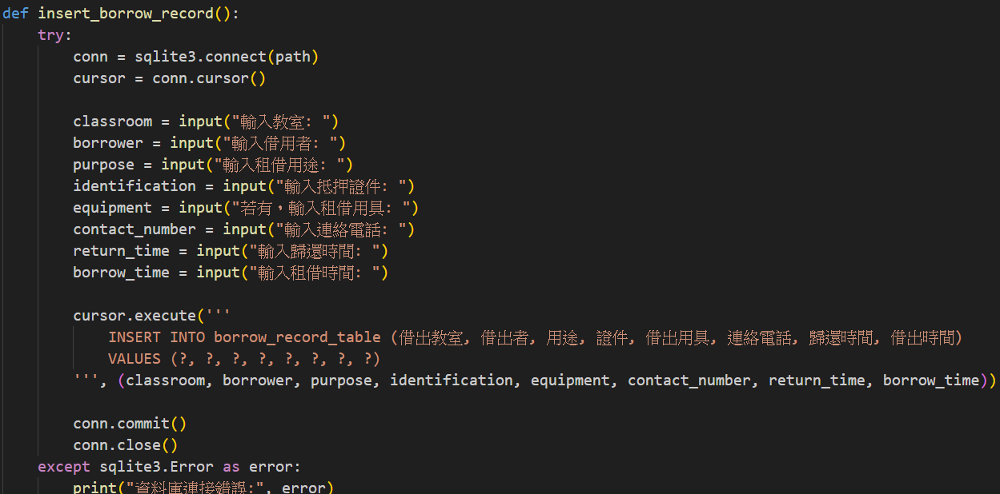 def insert_borrow_record():
    try:
        conn = sqlite3.connect(path)
        cursor = conn.cursor()

        classroom = input("輸入教室: ")
        borrower = input("輸入借用者: ")
        purpose = input("輸入租借用途: ")
        identification = input("輸入抵押證件: ")
        equipment = input("若有，輸入租借用具: ")
        contact_number = input("輸入連絡電話: ")
        return_time = input("輸入歸還時間: ")
        borrow_time = input("輸入租借時間: ")

        cursor.execute('''
            INSERT INTO borrow_record_table (借出教室, 借出者, 用途, 證件, 借出用具, 連絡電話, 歸還時間, 借出時間)
            VALUES (?, ?, ?, ?, ?, ?, ?, ?)
        ''', (classroom, borrower, purpose, identification, equipment, contact_number, return_time, borrow_time))

        conn.commit()
        conn.close()
    except sqlite3.Error as error:
        print("資料庫連接錯誤:", error)